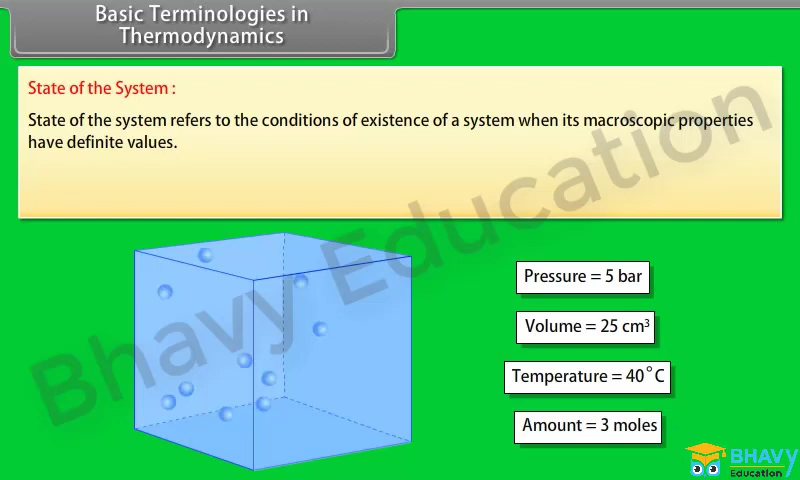 Basic Terminologies in
Thermodynamics
State of the System :
State of the system refers to the conditions of existence of a system when its macroscopic properties
have definite values.
Bhavy Education
Pressure = 5 bar
Volume = 25 cm³
Temperature = 40°C
Amount = 3 moles
BHAVY
Education